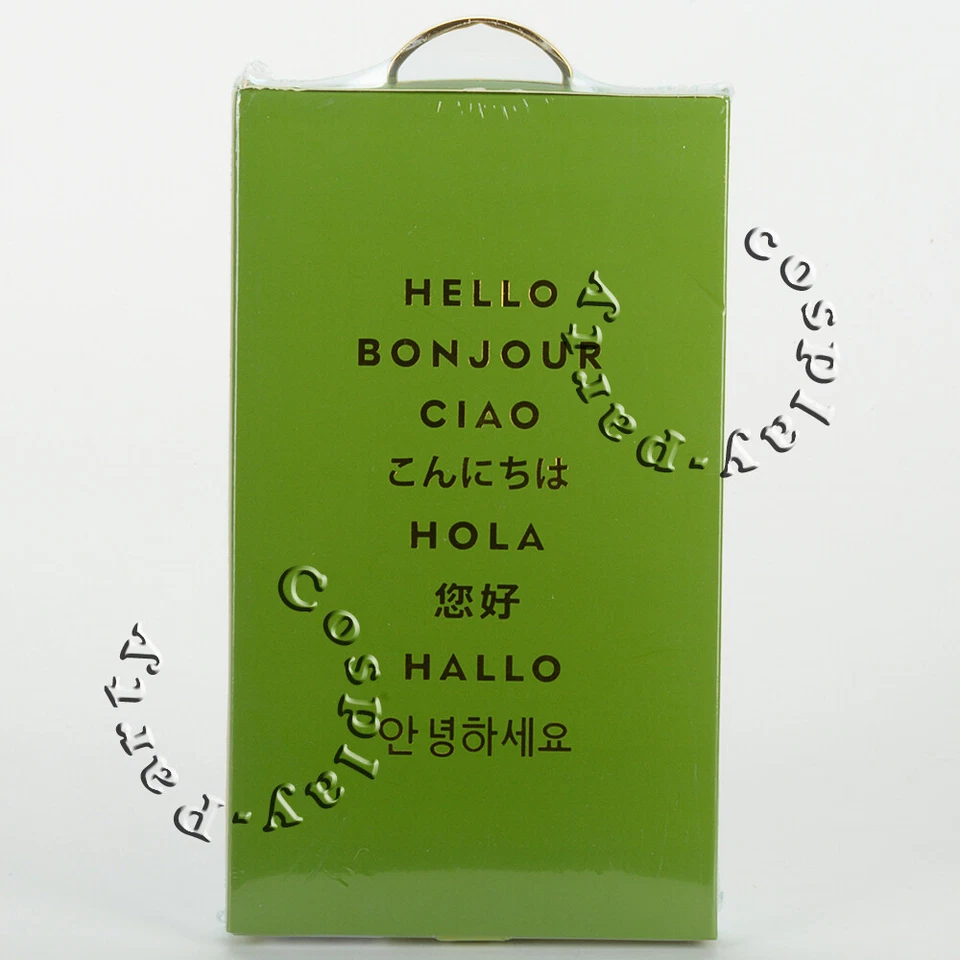 HELLO
BONJOUR
CIAO
こんにちは
HOLA
您好
HALLO
안녕하세요
cosplay-party
Cosplay-party